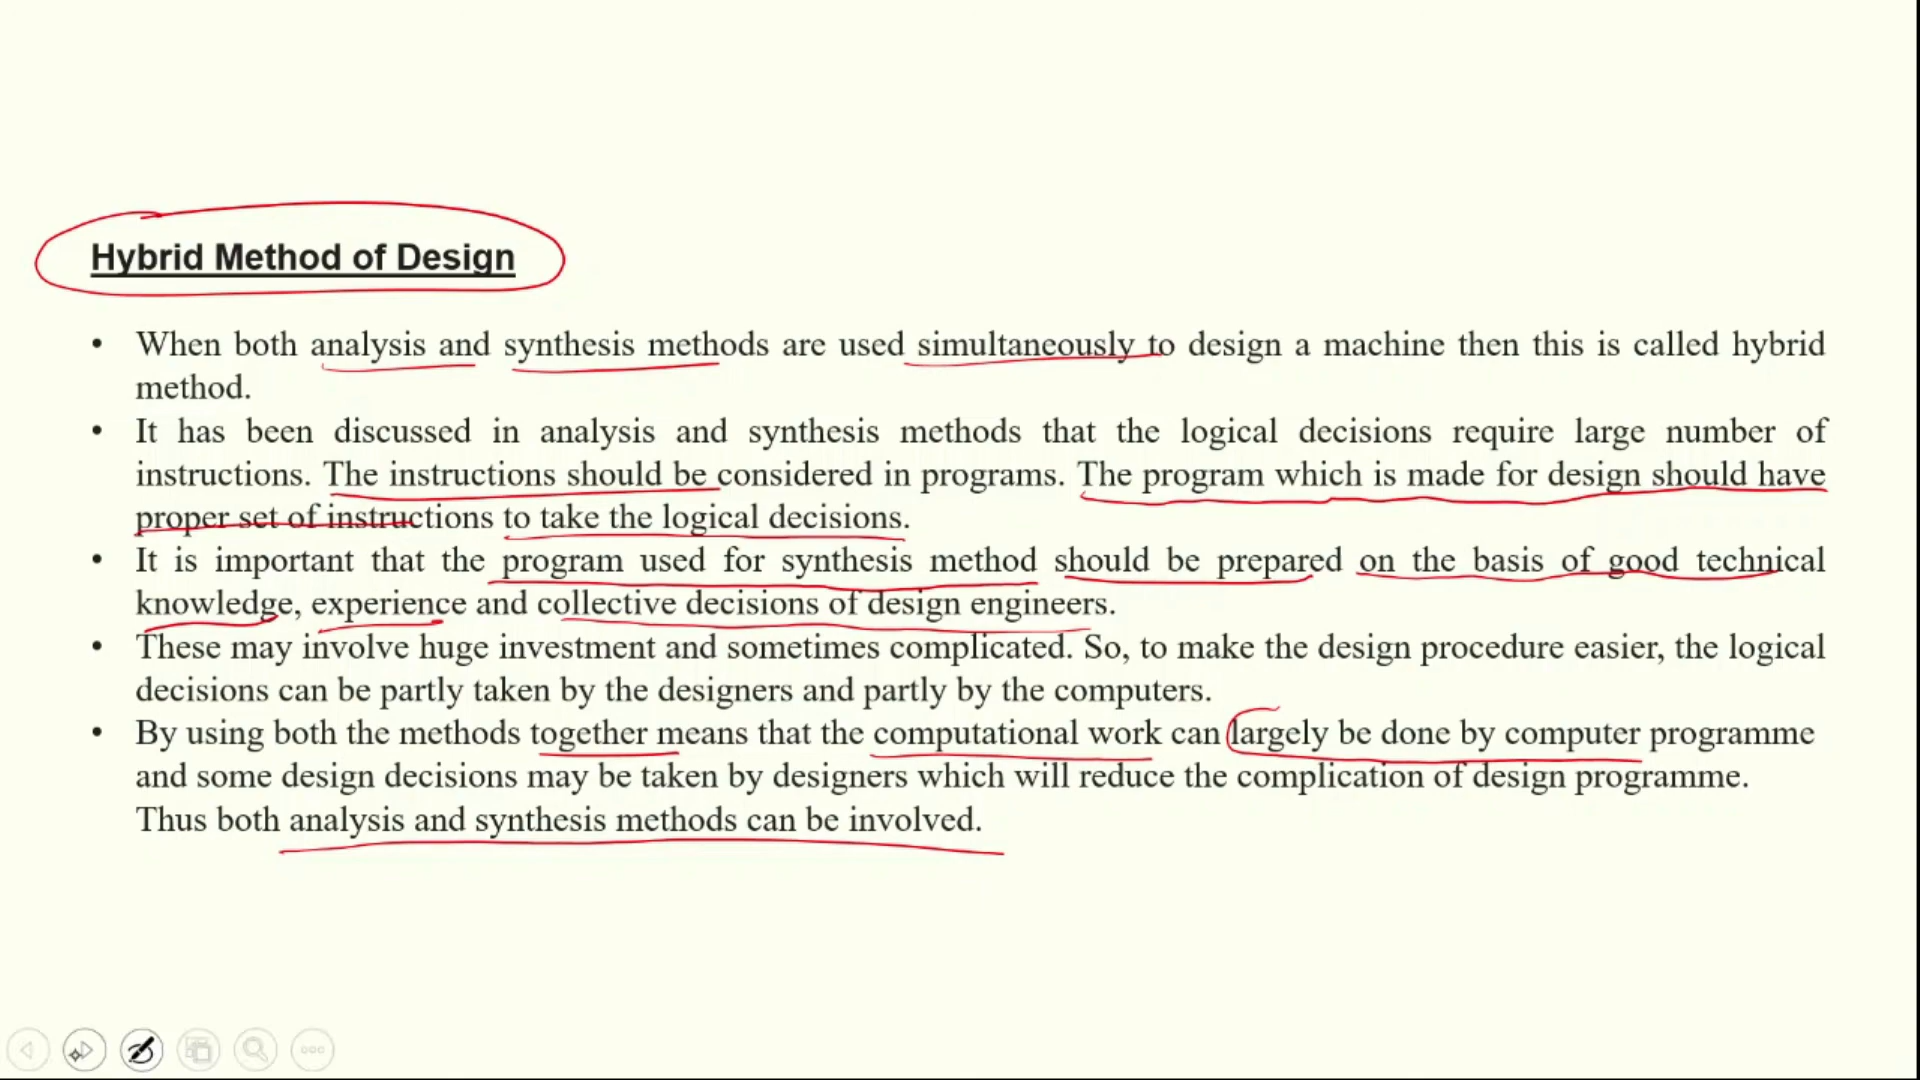 Hybrid Method of Design
• When both analysis and synthesis methods are used simultaneously to design a machine then this is called hybrid
method.
• It has been discussed in analysis and synthesis methods that the logical decisions require large number of
instructions. The instructions should be considered in programs. The program which is made for design should have
proper set of instructions to take the logical decisions.
• It is important that the program used for synthesis method should be prepared on the basis of good technical
knowledge, experience and collective decisions of design engineers.
• These may involve huge investment and sometimes complicated. So, to make the design procedure easier, the logical
decisions can be partly taken by the designers and partly by the computers.
• By using both the methods together means that the computational work can largely be done by computer programme
and some design decisions may be taken by designers which will reduce the complication of design programme.
Thus both analysis and synthesis methods can be involved.